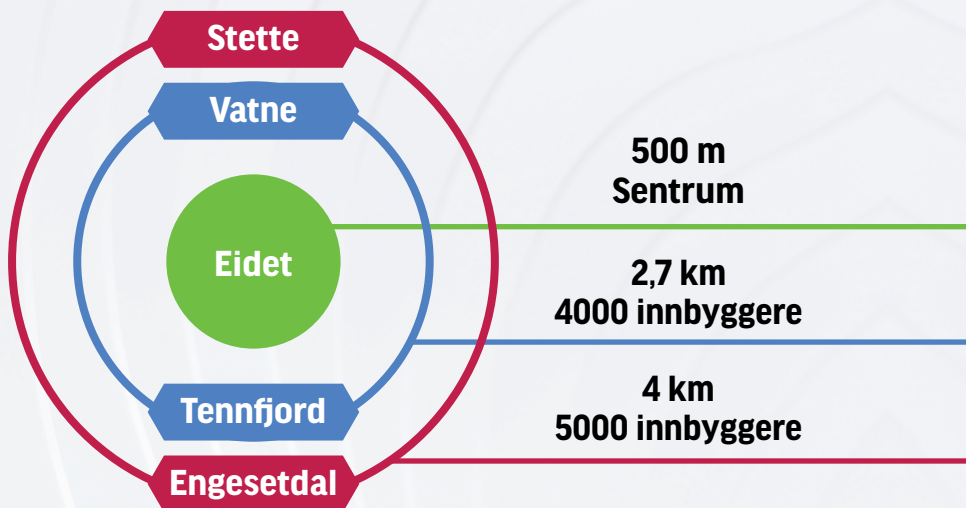 Stette
Vatne
500 m
Sentrum
Eidet
2,7 km
4000 innbyggere
4 km
5000 innbyggere
Tennfjord
Engesetdal